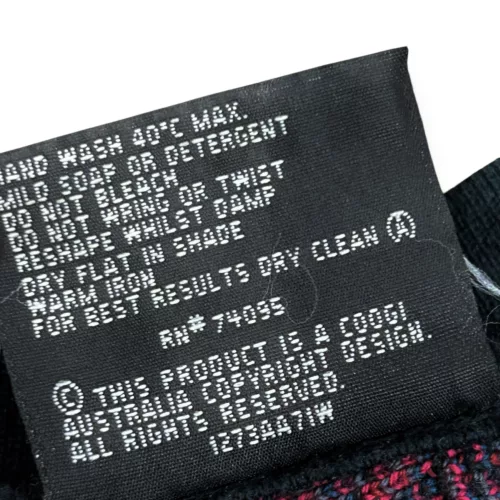 HAND WASH 40°C MAX.
MILD SOAP OR DETERGENT
DO NOT BLEACH
DO NOT WRING OR TWIST
RESHAPE WHILST DAMP
DRY FLAT IN SHADE
WARM IRON
FOR BEST RESULTS DRY CLEAN Ⓐ
RN# 74095
© THIS PRODUCT IS A COOGI
AUSTRALIA COPYRIGHT DESIGN.
ALL RIGHTS RESERVED.
1273AA71W